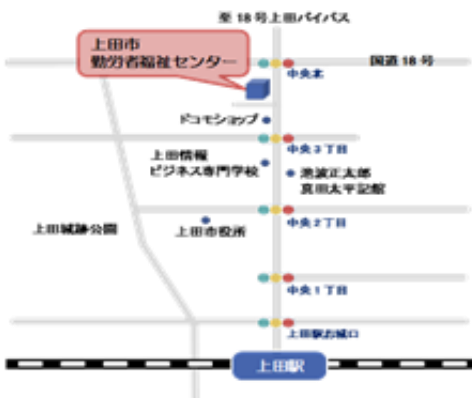 至18号上田バイパス
上田市
勤労者福祉センター
国道18号
中央北
ドコモショップ
中央3丁目
上田情報
ビジネス専門学校
池波正太郎
真田太平記館
上田城跡公園
上田市役所
中央2丁目
中央1丁目
上田駅お城口
上田駅